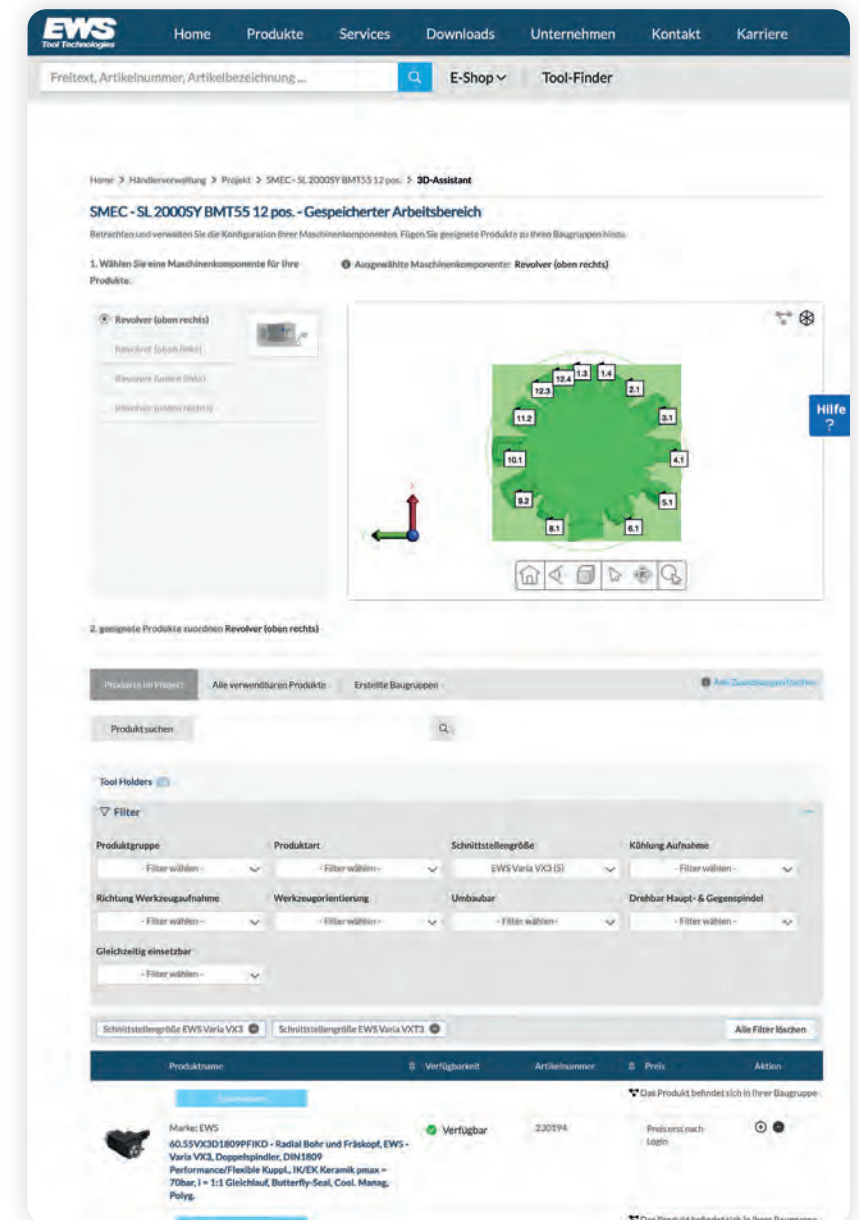 EWS
Tool Technologies
Home Produkte Services Downloads Unternehmen Kontakt Karriere
Freitext, Artikelnummer, Artikelbezeichnung ...
E-Shop Tool-Finder
Home > Händlerverwaltung > Projekt > SMEC - SL 2000SY BMT55 12 pos. > 3D-Assistant
SMEC - SL 2000SY BMT55 12 pos. - Gespeicherter Arbeitsbereich
Betrachten und verwalten Sie die Konfiguration Ihrer Maschinenkomponenten. Fügen Sie geeignete Produkte zu Ihren Baugruppen hinzu.
1. Wählen Sie eine Maschinenkomponente für Ihre
Produkte.
Ausgewählte Maschinenkomponente: Revolver (oben rechts)
Revolver (oben rechts)
Revolver (oben links)
Revolver (unten links)
Revolver (unten rechts)
12.3
12.4
1.3
1.4
2.1
11.2
3.1
10.1
4.1
9.2
5.1
8.1
6.1
X
Hilfe
?
2. geeignete Produkte zuordnen Revolver (oben rechts)
Produkte im Projekt Alle verwendbaren Produkte Erstellte Baugruppen Alle Zuordnungen löschen
Produkt suchen
Tool Holders
Filter
Produktgruppe Produktart Schnittstellengröße Kühlung Aufnahme
- Filter wählen - - Filter wählen - EWS Varia VX3 (5) - Filter wählen -
Richtung Werkzeugaufnahme Werkzeugorientierung Umbaubar Drehbar Haupt- & Gegenspindel
- Filter wählen - - Filter wählen - - Filter wählen - - Filter wählen -
Gleichzeitig einsetzbar
- Filter wählen -
Schnittstellengröße EWS Varia VX3 Schnittstellengröße EWS Varia VXT3 Alle Filter löschen
Produktname Verfügbarkeit Artikelnummer Preis Aktion
Das Produkt befindet sich in Ihrer Baugruppe
Marke: EWS
60.55VX3D1809PFIKD - Radial Bohr und Fräskopf, EWS -
Varia VX3, Doppelspindler, DIN1809
Performance/Flexible Kuppl., IK/EK Keramik pmax =
70bar, i = 1:1 Gleichlauf, Butterfly-Seal, Cool. Manag,
Polyg.
Verfügbar
230194
Preis erst nach
Login
Das Produkt befindet sich in Ihrer Baugruppe